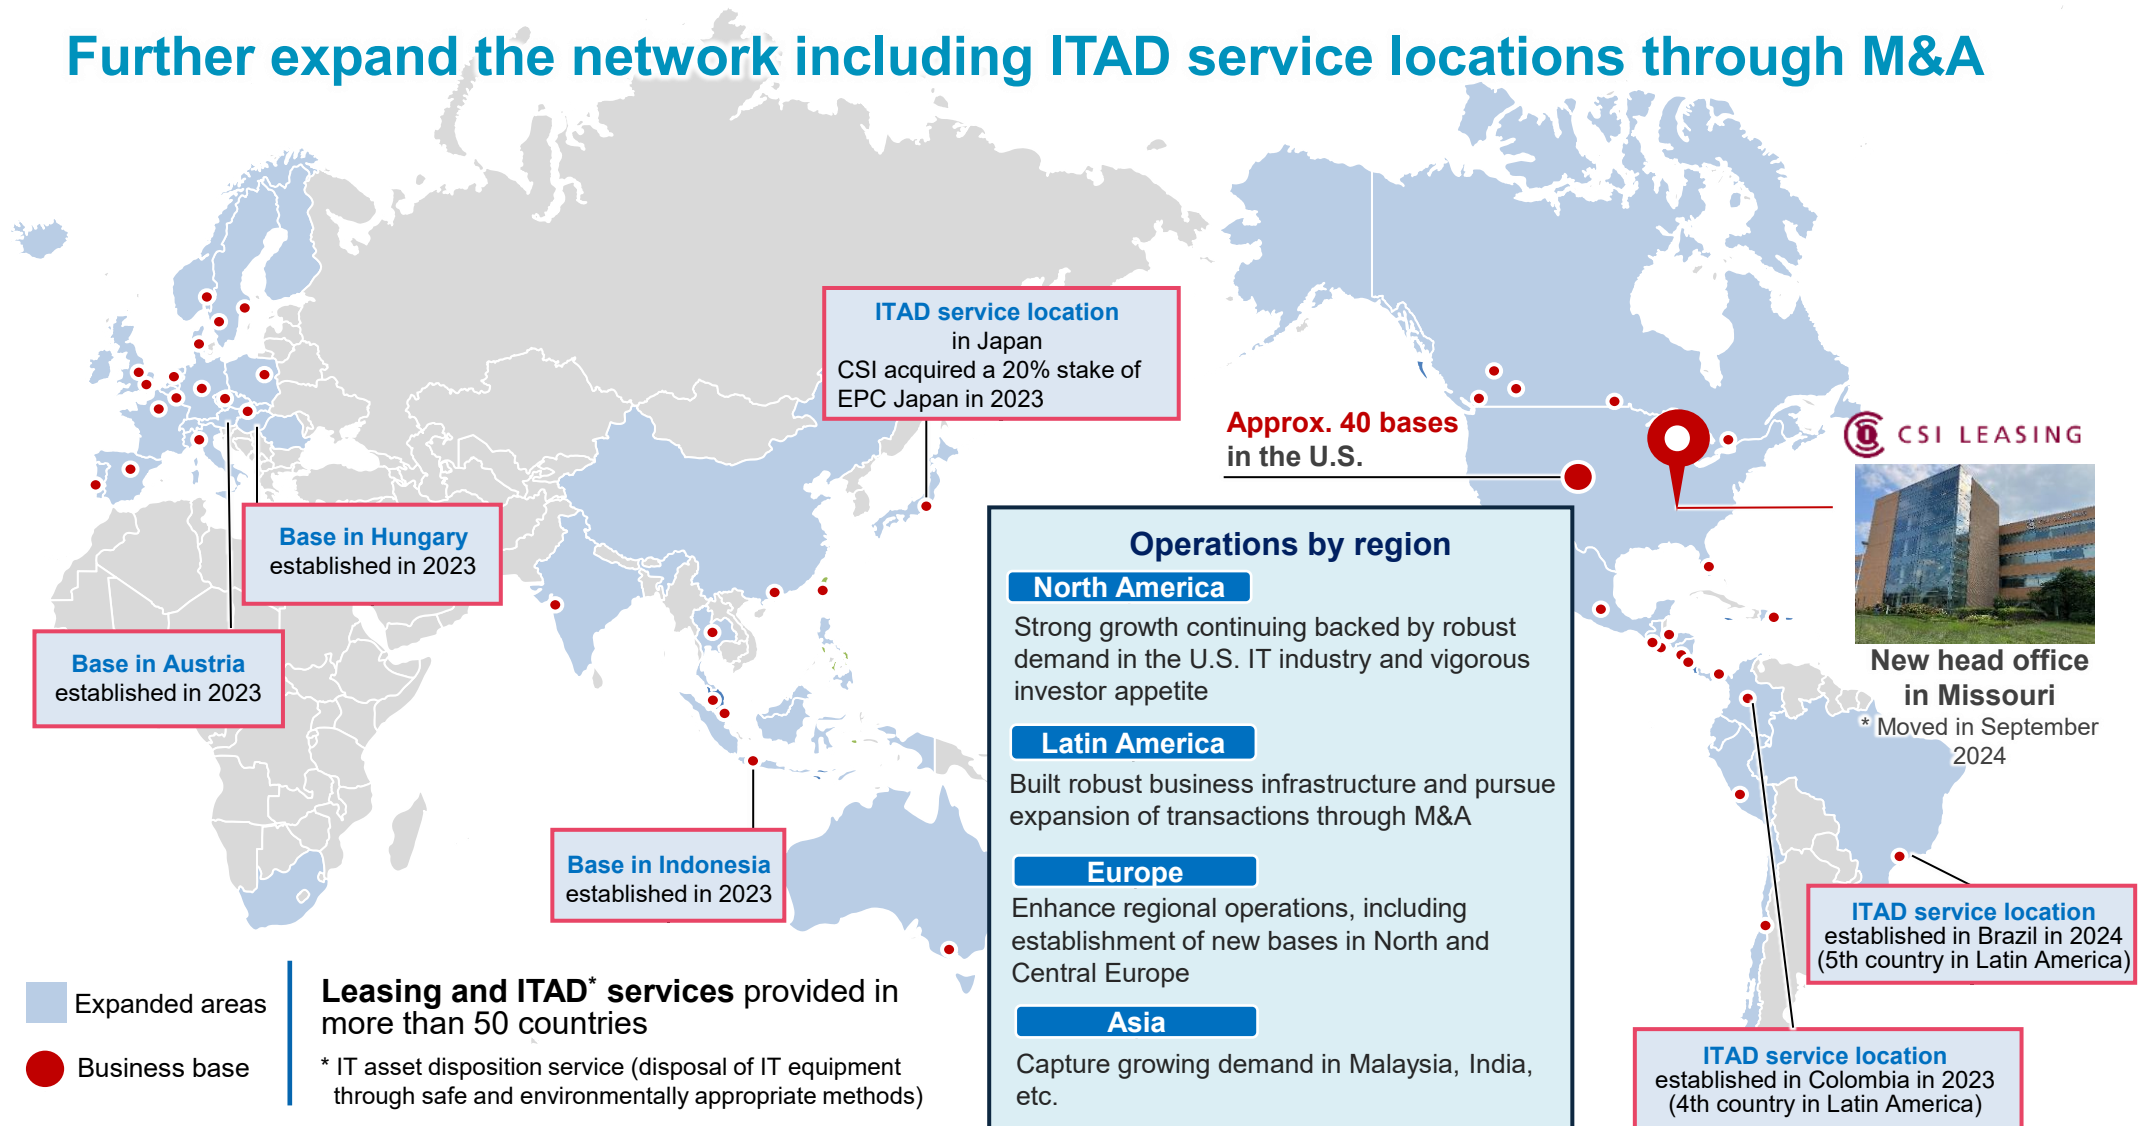 Further expand the network including ITAD service locations through M&A
ITAD service location
in Japan
CSI acquired a 20% stake of
EPC Japan in 2023
Approx. 40 bases
in the U.S.
CSI LEASING
New head office
in Missouri
* Moved in September
2024
Base in Hungary
established in 2023
Base in Austria
established in 2023
Base in Indonesia
established in 2023
Operations by region
North America
Strong growth continuing backed by robust
demand in the U.S. IT industry and vigorous
investor appetite
Latin America
Built robust business infrastructure and pursue
expansion of transactions through M&A
Europe
Enhance regional operations, including
establishment of new bases in North and
Central Europe
Asia
Capture growing demand in Malaysia, India,
etc.
ITAD service location
established in Brazil in 2024
(5th country in Latin America)
ITAD service location
established in Colombia in 2023
(4th country in Latin America)
Expanded areas
Business base
Leasing and ITAD* services provided in
more than 50 countries
* IT asset disposition service (disposal of IT equipment
through safe and environmentally appropriate methods)